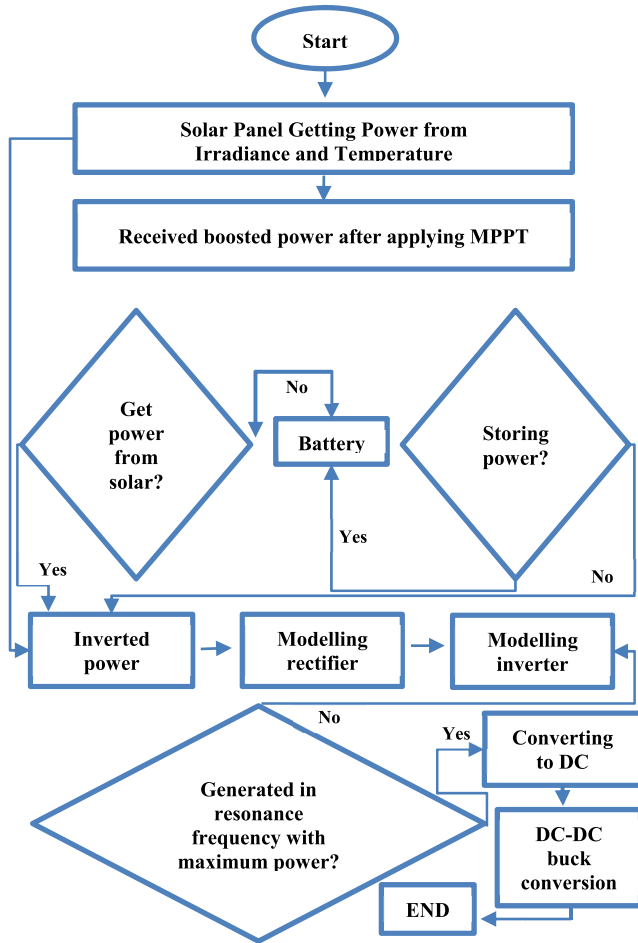 Start
Solar Panel Getting Power from
Irradiance and Temperature
Received boosted power after applying MPPT
Get
power
from
solar?
No
Battery
Storing
power?
Yes
Yes
No
Inverted
power
Modelling
rectifier
Modelling
inverter
No
Generated in
resonance
frequency with
maximum power?
Yes
Converting
to DC
DC-DC
buck
conversion
END